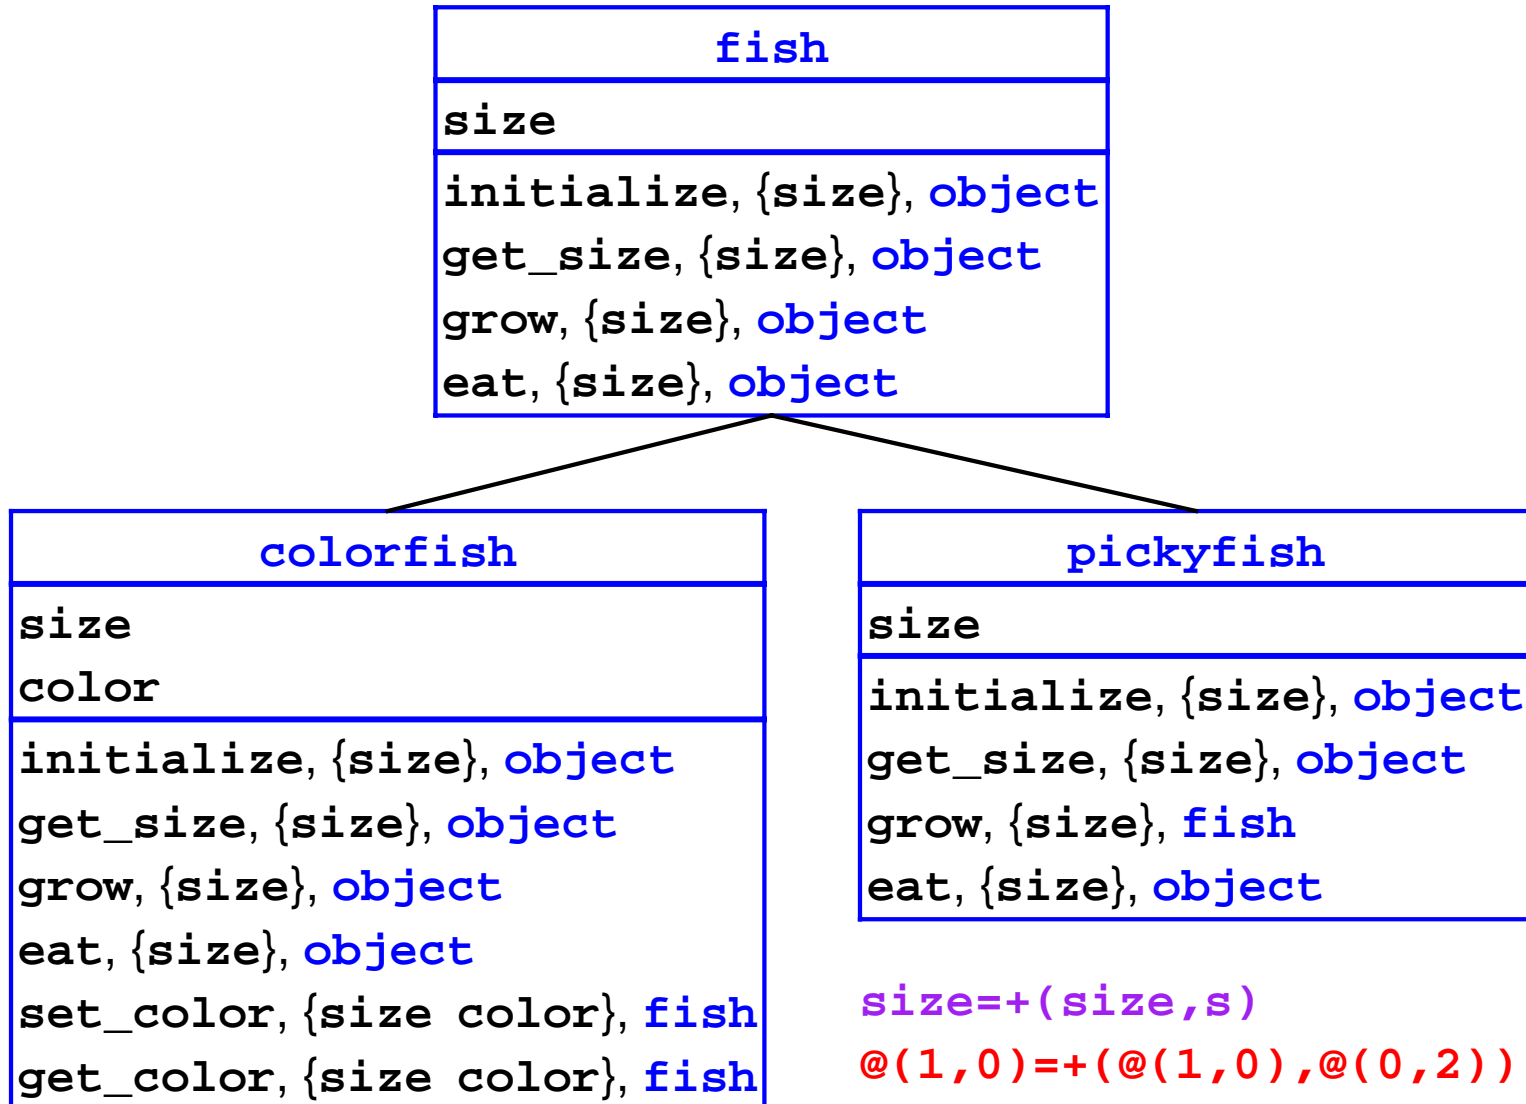 fish
size
initialize, {size}, object
get_size, {size}, object
grow, {size}, object
eat, {size}, object
colorfish
size
color
initialize, {size}, object
get_size, {size}, object
grow, {size}, object
eat, {size}, object
set_color, {size color}, fish
get_color, {size color}, fish
pickyfish
size
initialize, {size}, object
get_size, {size}, object
grow, {size}, fish
eat, {size}, object
size=+(size,s)
@(1,0)=+(@(1,0),@(0,2))